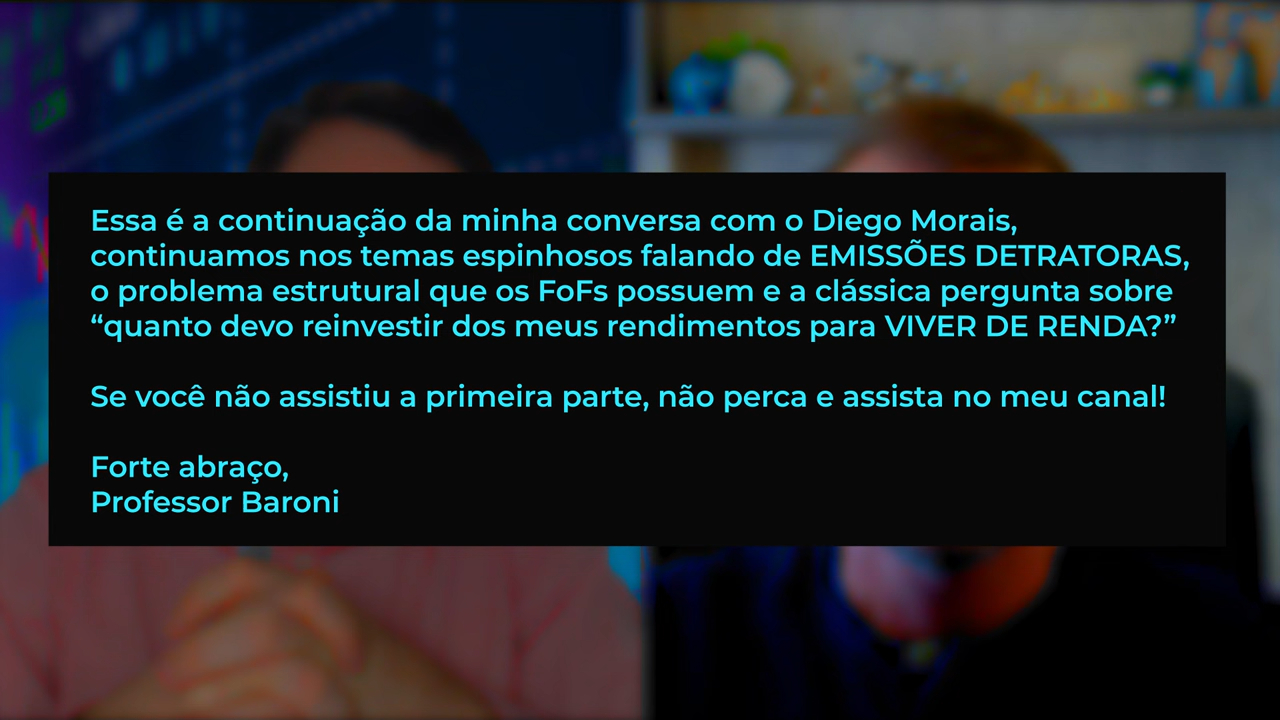 Essa é a continuação da minha conversa com o Diego Morais,
continuamos nos temas espinhosos falando de EMISSÕES DETRATORAS,
o problema estrutural que os FoFs possuem e a clássica pergunta sobre
“quanto devo reinvestir dos meus rendimentos para VIVER DE RENDA?”
Se você não assistiu a primeira parte, não perca e assista no meu canal!
Forte abraço,
Professor Baroni